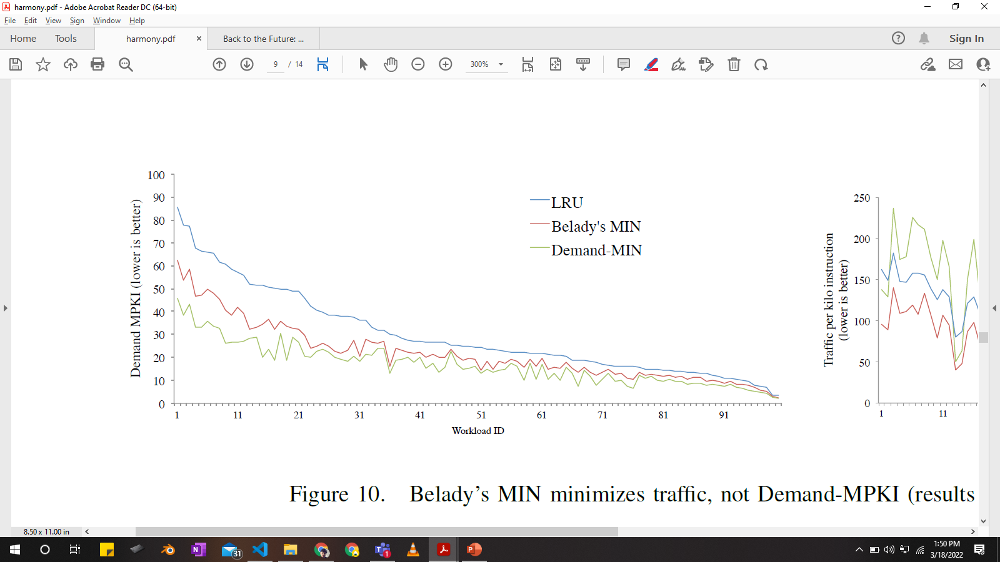 harmony.pdf - Adobe Acrobat Reader DC (64-bit)
File Edit View Sign Window Help
Home Tools harmony.pdf × Back to the Future: ... Sign In
9 / 14 300%
100
90
80
70
60
50
40
30
20
10
0
Demand MPKI (lower is better)
LRU
Belady's MIN
Demand-MIN
1 11 21 31 41 51 61 71 81 91
Workload ID
250
200
150
100
50
0
Traffic per kilo instruction
(lower is better)
1 11
Figure 10. Belady’s MIN minimizes traffic, not Demand-MPKI (results
8.50 x 11.00 in
31
1
1:50 PM
3/18/2022